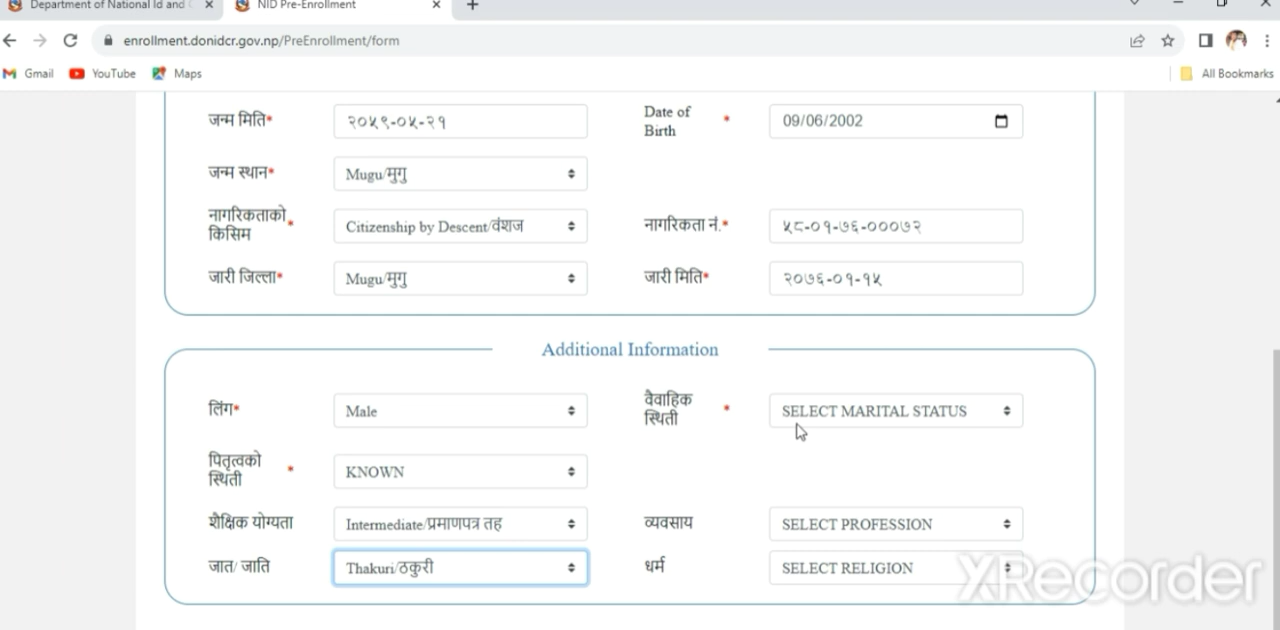 Department of National Id and C
NID Pre-Enrollment
enrollment.donidcr.gov.np/PreEnrollment/form
Gmail YouTube Maps All Bookmarks
जन्म मिति* २०५९-०५-२१ Date of Birth * 09/06/2002
जन्म स्थान* Mugu/मुगु
नागरिकताको किसिम * Citizenship by Descent/वंशज नागरिकता नं.* ५८-०१-७६-०००७२
जारी जिल्ला* Mugu/मुगु जारी मिति* २०७६-०१-१५
Additional Information
लिंग* Male वैवाहिक स्थिती * SELECT MARITAL STATUS
पितृत्वको स्थिती * KNOWN
शैक्षिक योग्यता Intermediate/प्रमाणपत्र तह व्यवसाय SELECT PROFESSION
जात/ जाति Thakuri/ठकुरी धर्म SELECT RELIGION
XRecorder